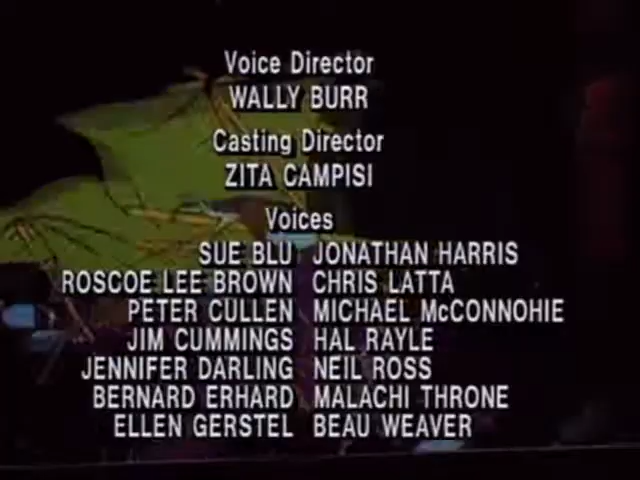 Voice Director
WALLY BURR
Casting Director
ZITA CAMPISI
Voices
SUE BLU JONATHAN HARRIS
ROSCOE LEE BROWN CHRIS LATTA
PETER CULLEN MICHAEL McCONNOHIE
JIM CUMMINGS HAL RAYLE
JENNIFER DARLING NEIL ROSS
BERNARD ERHARD MALACHI THRONE
ELLEN GERSTEL BEAU WEAVER